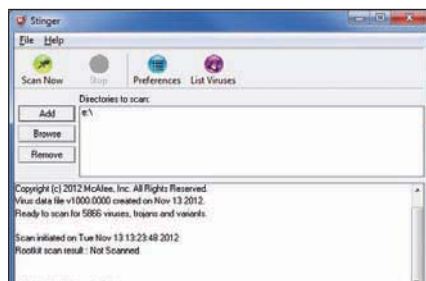 Stinger
File Help
Scan Now Stop Preferences List Viruses
Directories to scan:
Add
e:\
Browse
Remove
Copyright (c) 2012 McAfee, Inc. All Rights Reserved.
Virus data file v1000.0000 created on Nov 13 2012.
Ready to scan for 5866 viruses, trojans and variants.
Scan initiated on Tue Nov 13 13:23:48 2012
Rootkit scan result : Not Scanned.